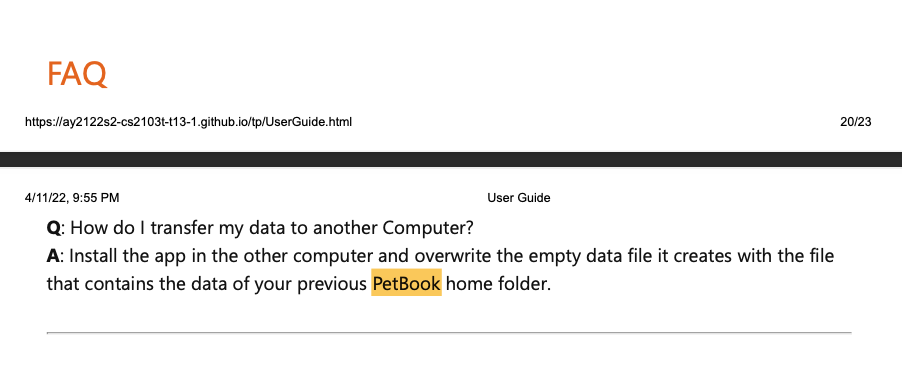 FAQ
https://ay2122s2-cs2103t-t13-1.github.io/tp/UserGuide.html 20/23
4/11/22, 9:55 PM User Guide
Q: How do I transfer my data to another Computer?
A: Install the app in the other computer and overwrite the empty data file it creates with the file
that contains the data of your previous PetBook home folder.